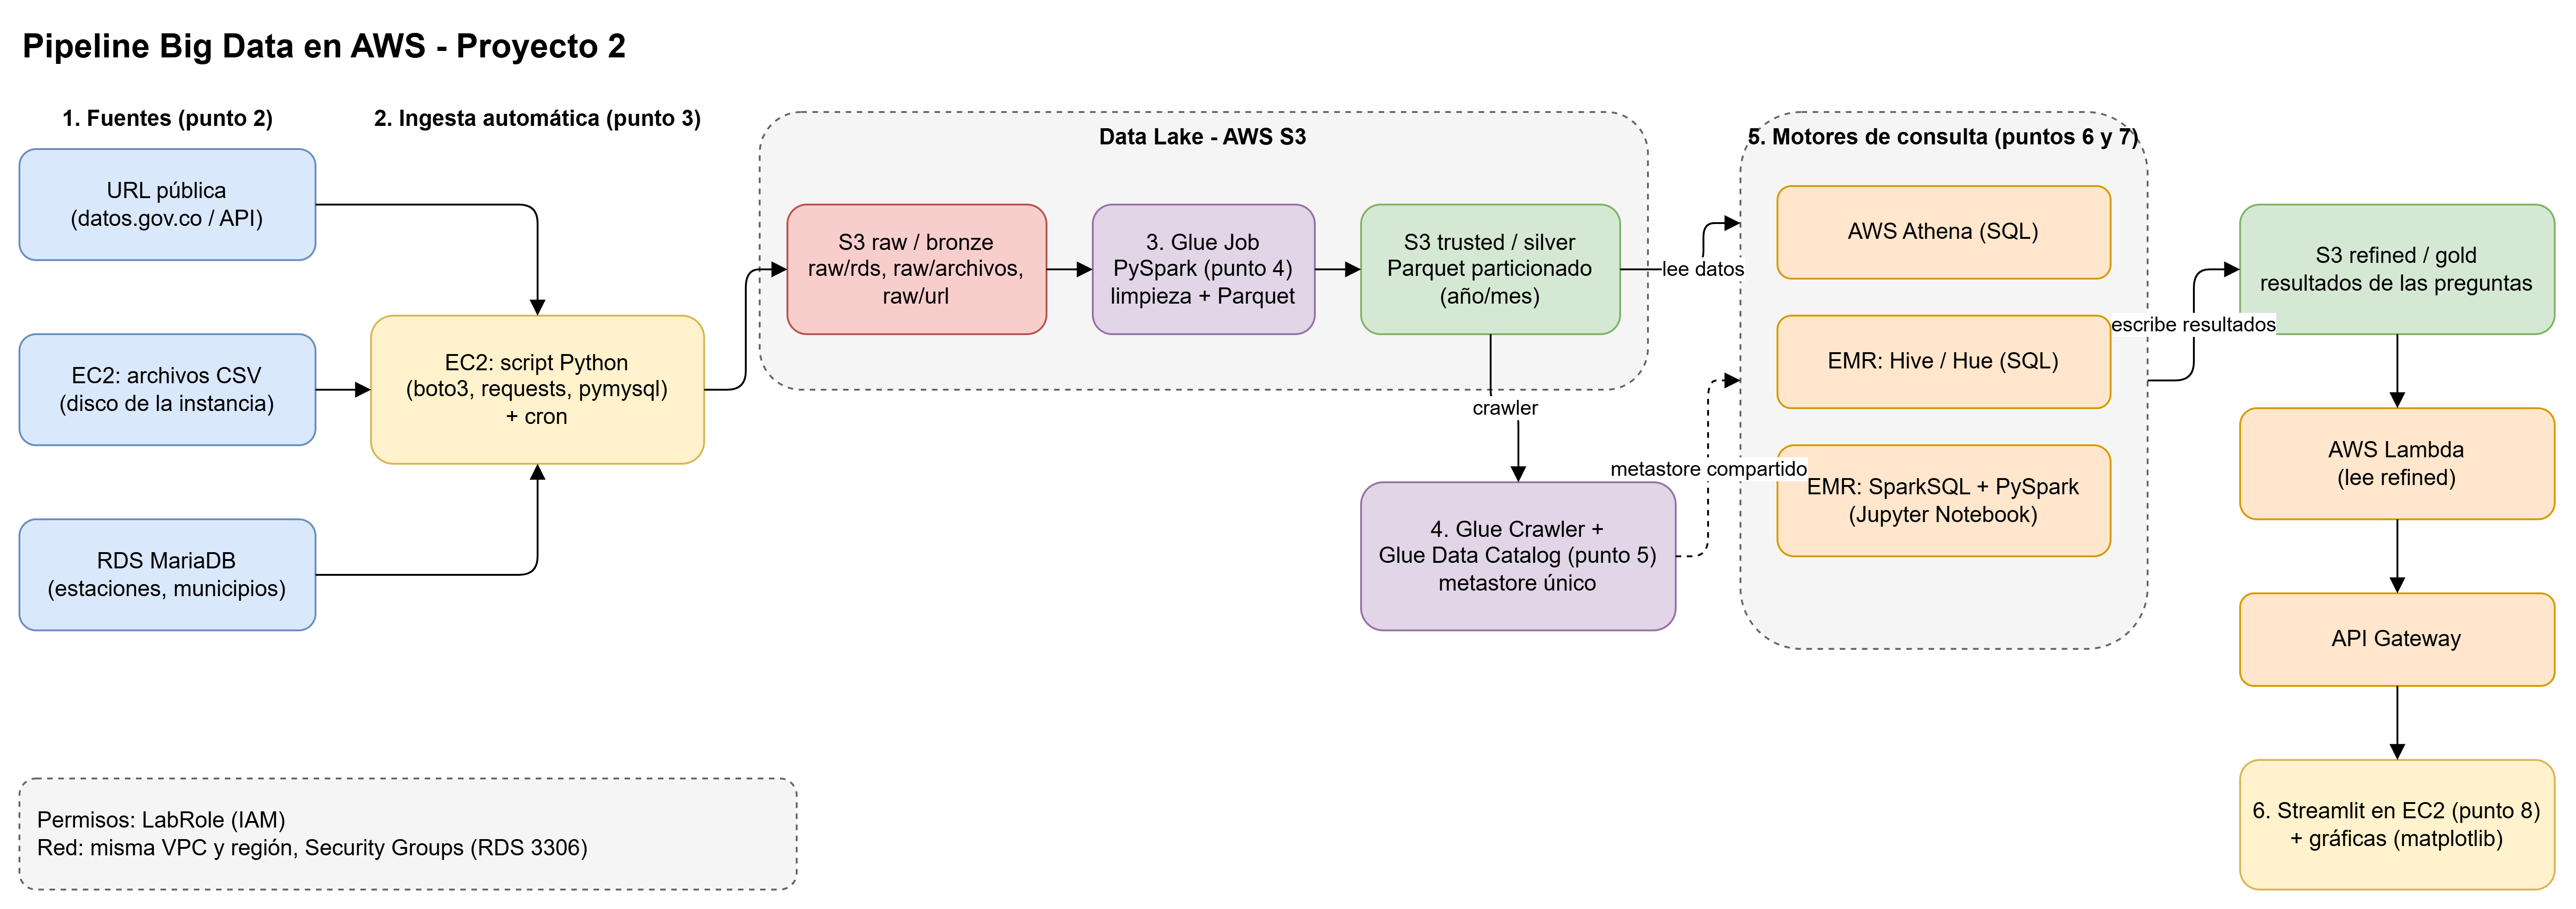 Pipeline Big Data en AWS - Proyecto 2
1. Fuentes (punto 2)
URL pública
(datos.gov.co / API)
EC2: archivos CSV
(disco de la instancia)
RDS MariaDB
(estaciones, municipios)
2. Ingesta automática (punto 3)
EC2: script Python
(boto3, requests, pymysql)
+ cron
Data Lake - AWS S3
S3 raw / bronze
raw/rds, raw/archivos,
raw/url
3. Glue Job
PySpark (punto 4)
limpieza + Parquet
S3 trusted / silver
Parquet particionado
(año/mes)
lee datos
crawler
4. Glue Crawler +
Glue Data Catalog (punto 5)
metastore único
metastore compartido
5. Motores de consulta (puntos 6 y 7)
AWS Athena (SQL)
EMR: Hive / Hue (SQL)
EMR: SparkSQL + PySpark
(Jupyter Notebook)
escribe resultados
S3 refined / gold
resultados de las preguntas
AWS Lambda
(lee refined)
API Gateway
6. Streamlit en EC2 (punto 8)
+ gráficas (matplotlib)
Permisos: LabRole (IAM)
Red: misma VPC y región, Security Groups (RDS 3306)